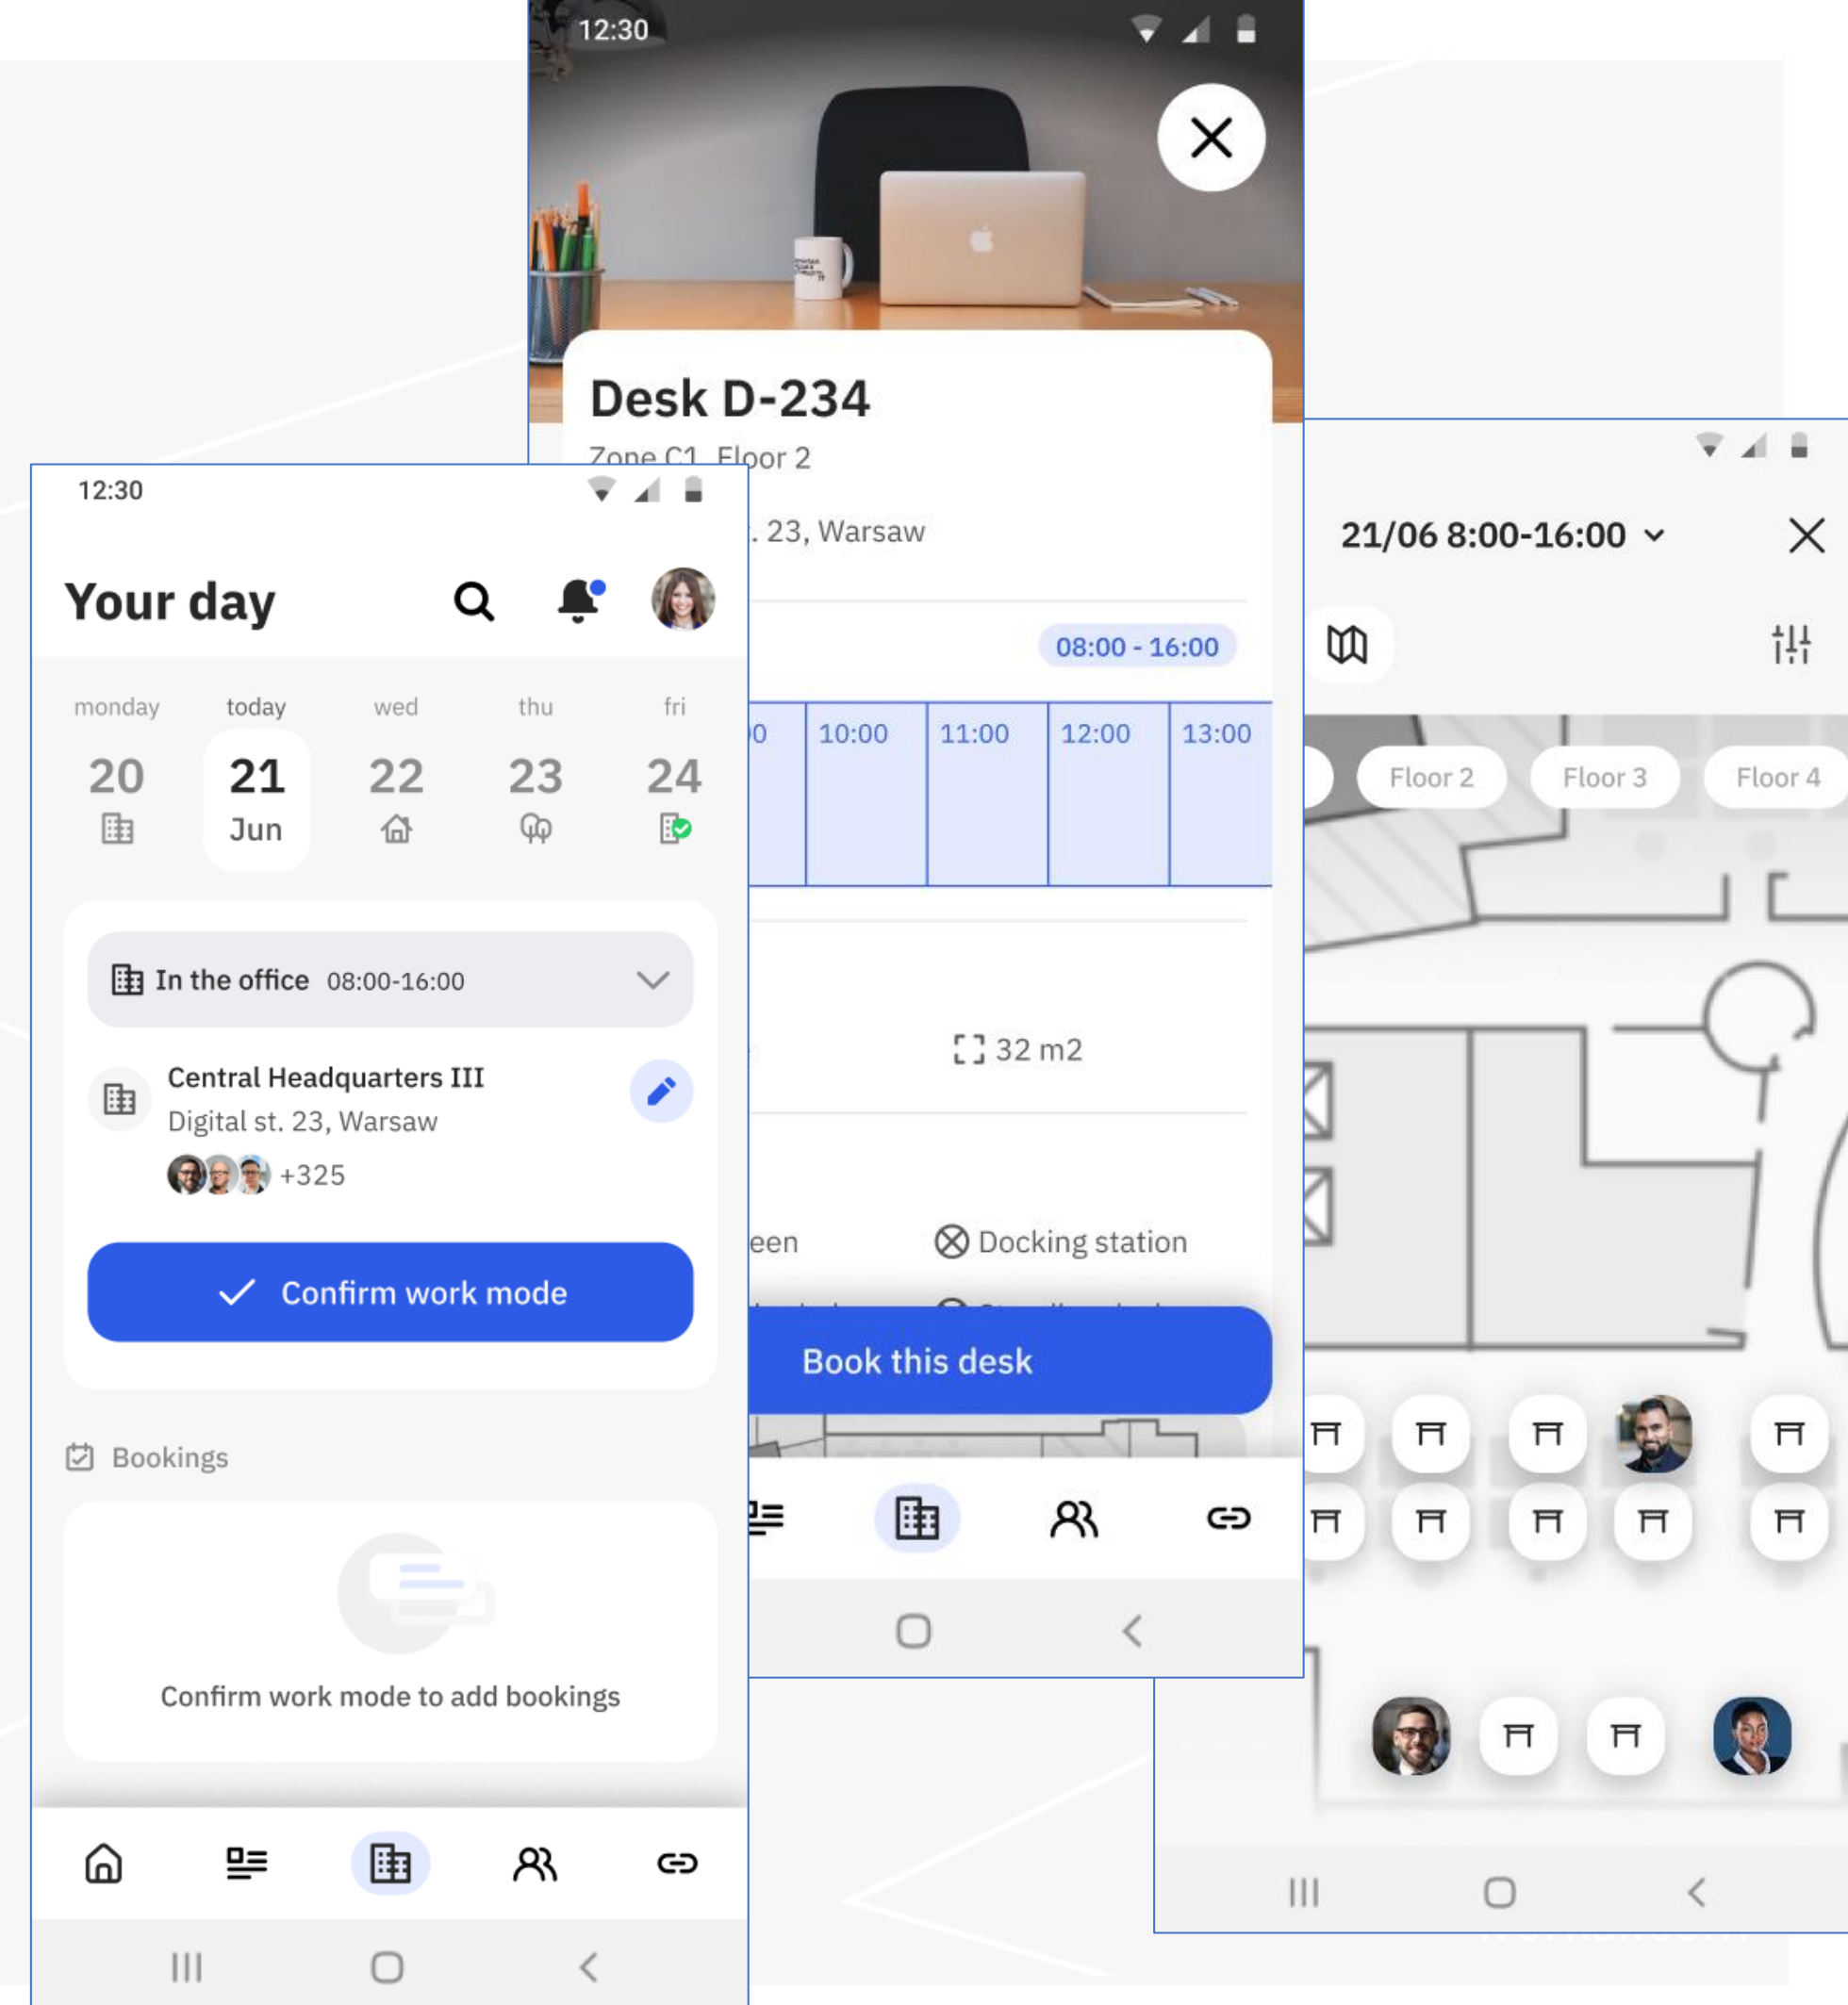 12:30
Desk D-234
Zone C1, Floor 2
. 23, Warsaw
08:00 - 16:00
10:00 11:00 12:00 13:00
32 m2
Docking station
Book this desk
12:30
Your day
monday today wed thu fri
20 21 22 23 24
Jun
In the office 08:00-16:00
Central Headquarters III
Digital st. 23, Warsaw
+325
Confirm work mode
Bookings
Confirm work mode to add bookings
21/06 8:00-16:00
Floor 2 Floor 3 Floor 4